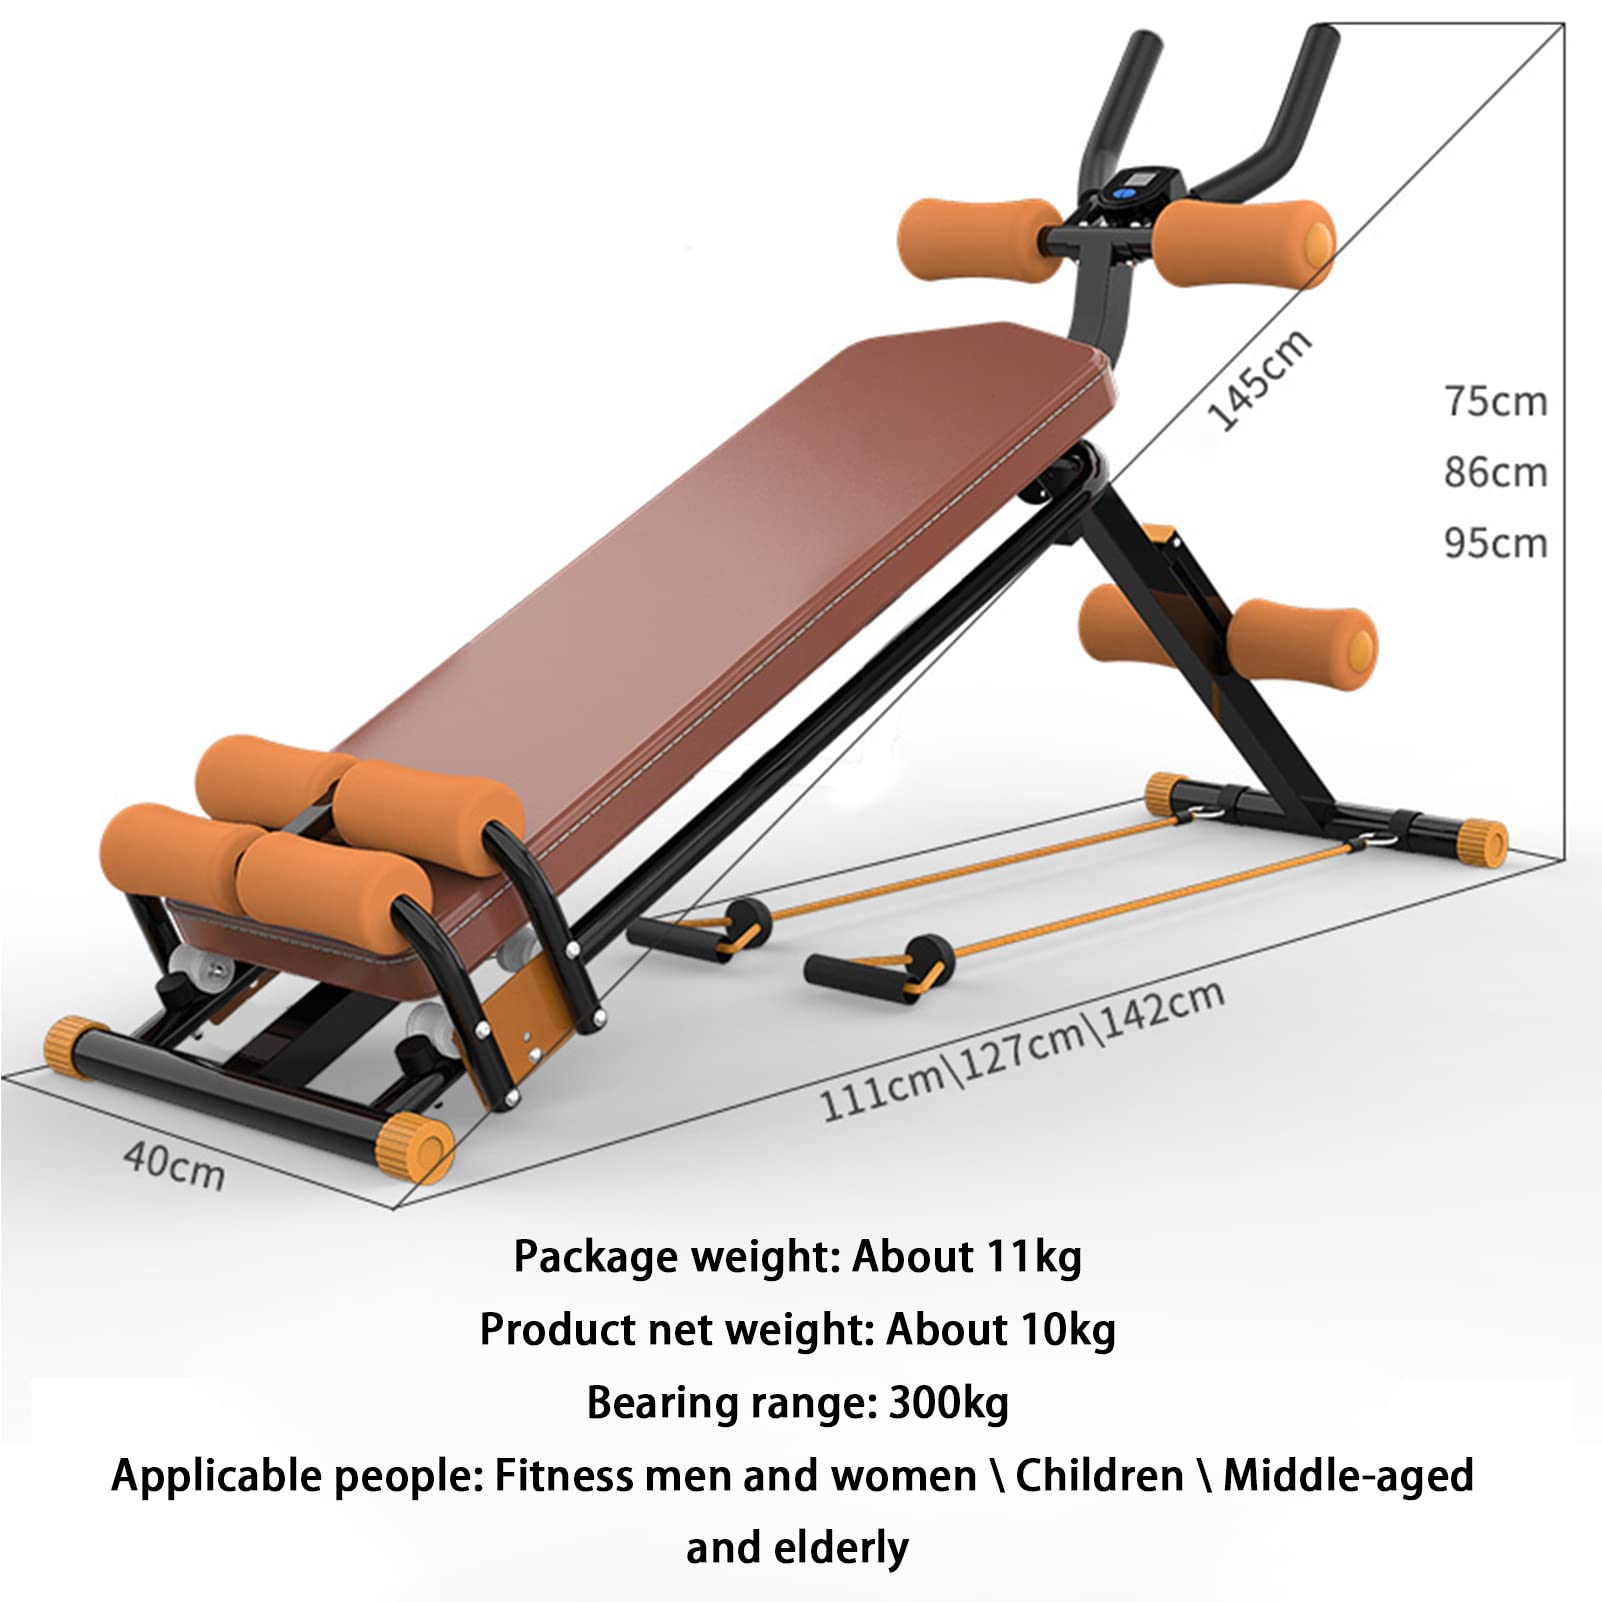 145cm
75cm
86cm
95cm
111cm\127cm\142cm
40cm
Package weight: About 11kg
Product net weight: About 10kg
Bearing range: 300kg
Applicable people: Fitness men and women \ Children \ Middle-aged
and elderly